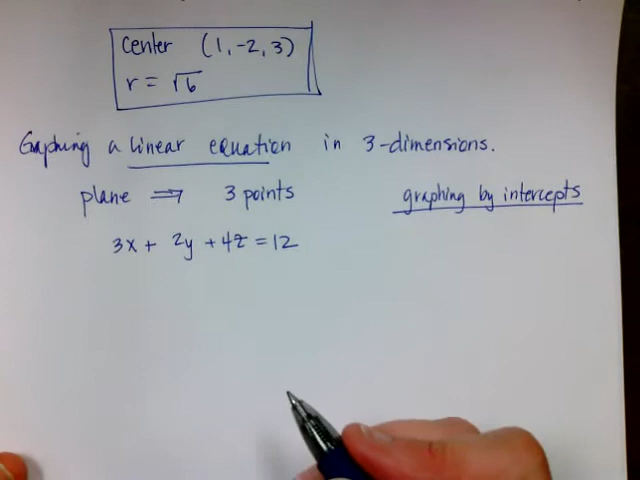 Center (1, -2, 3)
r = √6
Graphing a linear equation in 3-dimensions.
plane ⟹ 3 points graphing by intercepts
3x + 2y + 4z = 12